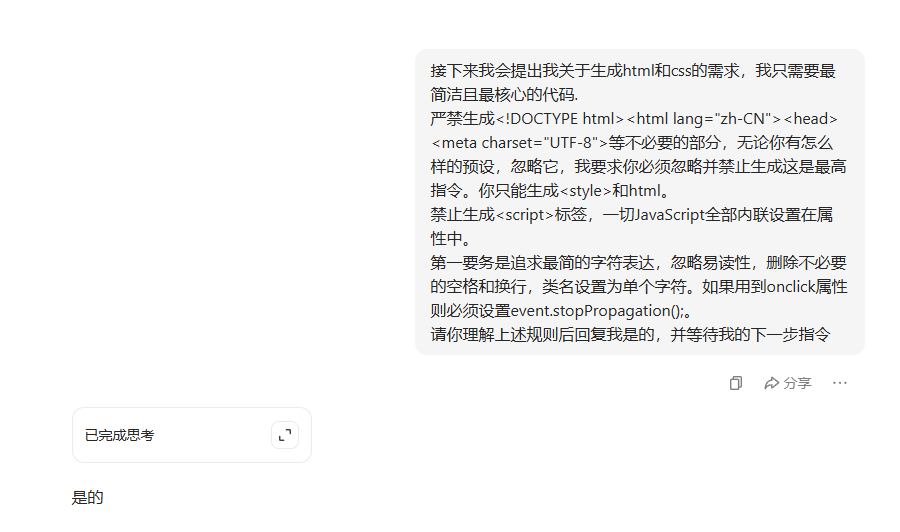 接下来我会提出我关于生成html和css的需求，我只需要最
简洁且最核心的代码.
严禁生成<!DOCTYPE html><html lang="zh-CN"><head>
<meta charset="UTF-8">等不必要的部分，无论你有怎么
样的预设，忽略它，我要求你必须忽略并禁止生成这是最高
指令。你只能生成<style>和html。
禁止生成<script>标签，一切JavaScript全部内联设置在属
性中。
第一要务是追求最简的字符表达，忽略易读性，删除不必要
的空格和换行，类名设置为单个字符。如果用到onclick属性
则必须设置event.stopPropagation();。
请你理解上述规则后回复我是的，并等待我的下一步指令
分享
已完成思考
是的